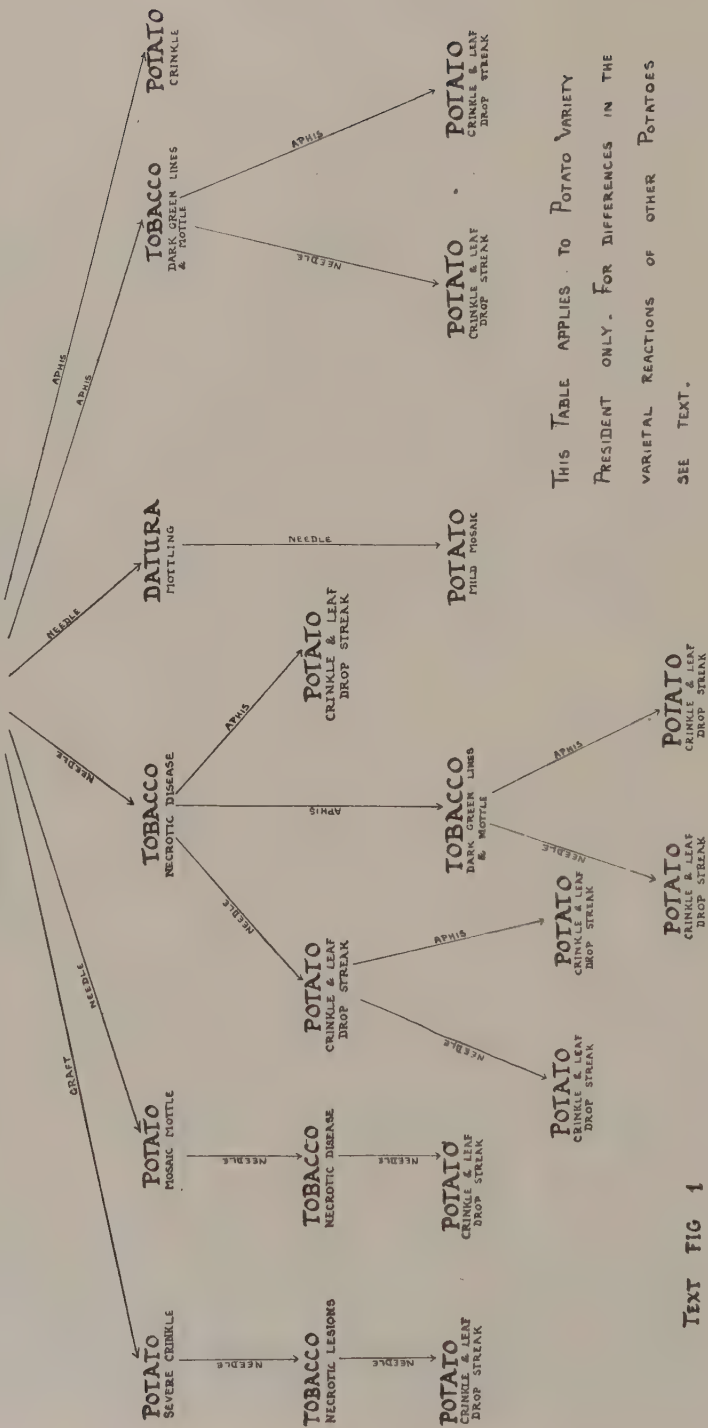 GRAFT
NEEDLE
NEEDLE
NEEDLE
APHIS
APHIS
POTATO
SEVERE CRINKLE
POTATO
MOSAIC MOTTLE
TOBACCO
NECROTIC DISEASE
DATURA
MOTTLING
TOBACCO
DARK GREEN LINES
& MOTTLE
POTATO
CRINKLE
NEEDLE
NEEDLE
NEEDLE
APHIS
APHIS
NEEDLE
NEEDLE
APHIS
TOBACCO
NECROTIC LESIONS
TOBACCO
NECROTIC DISEASE
POTATO
CRINKLE & LEAF
DROP STREAK
POTATO
CRINKLE & LEAF
DROP STREAK
NEEDLE
NEEDLE
NEEDLE
APHIS
POTATO
CRINKLE & LEAF
DROP STREAK
POTATO
CRINKLE & LEAF
DROP STREAK
TOBACCO
DARK GREEN LINES
& MOTTLE
POTATO
MILD MOSAIC
POTATO
CRINKLE & LEAF
DROP STREAK
POTATO
CRINKLE & LEAF
DROP STREAK
NEEDLE
APHIS
POTATO
CRINKLE & LEAF
DROP STREAK
POTATO
CRINKLE & LEAF
DROP STREAK
POTATO
CRINKLE & LEAF
DROP STREAK
POTATO
CRINKLE & LEAF
DROP STREAK
THIS TABLE APPLIES TO POTATO VARIETY
PRESIDENT ONLY. FOR DIFFERENCES IN THE
VARIETAL REACTIONS OF OTHER POTATOES
SEE TEXT.
TEXT FIG 1